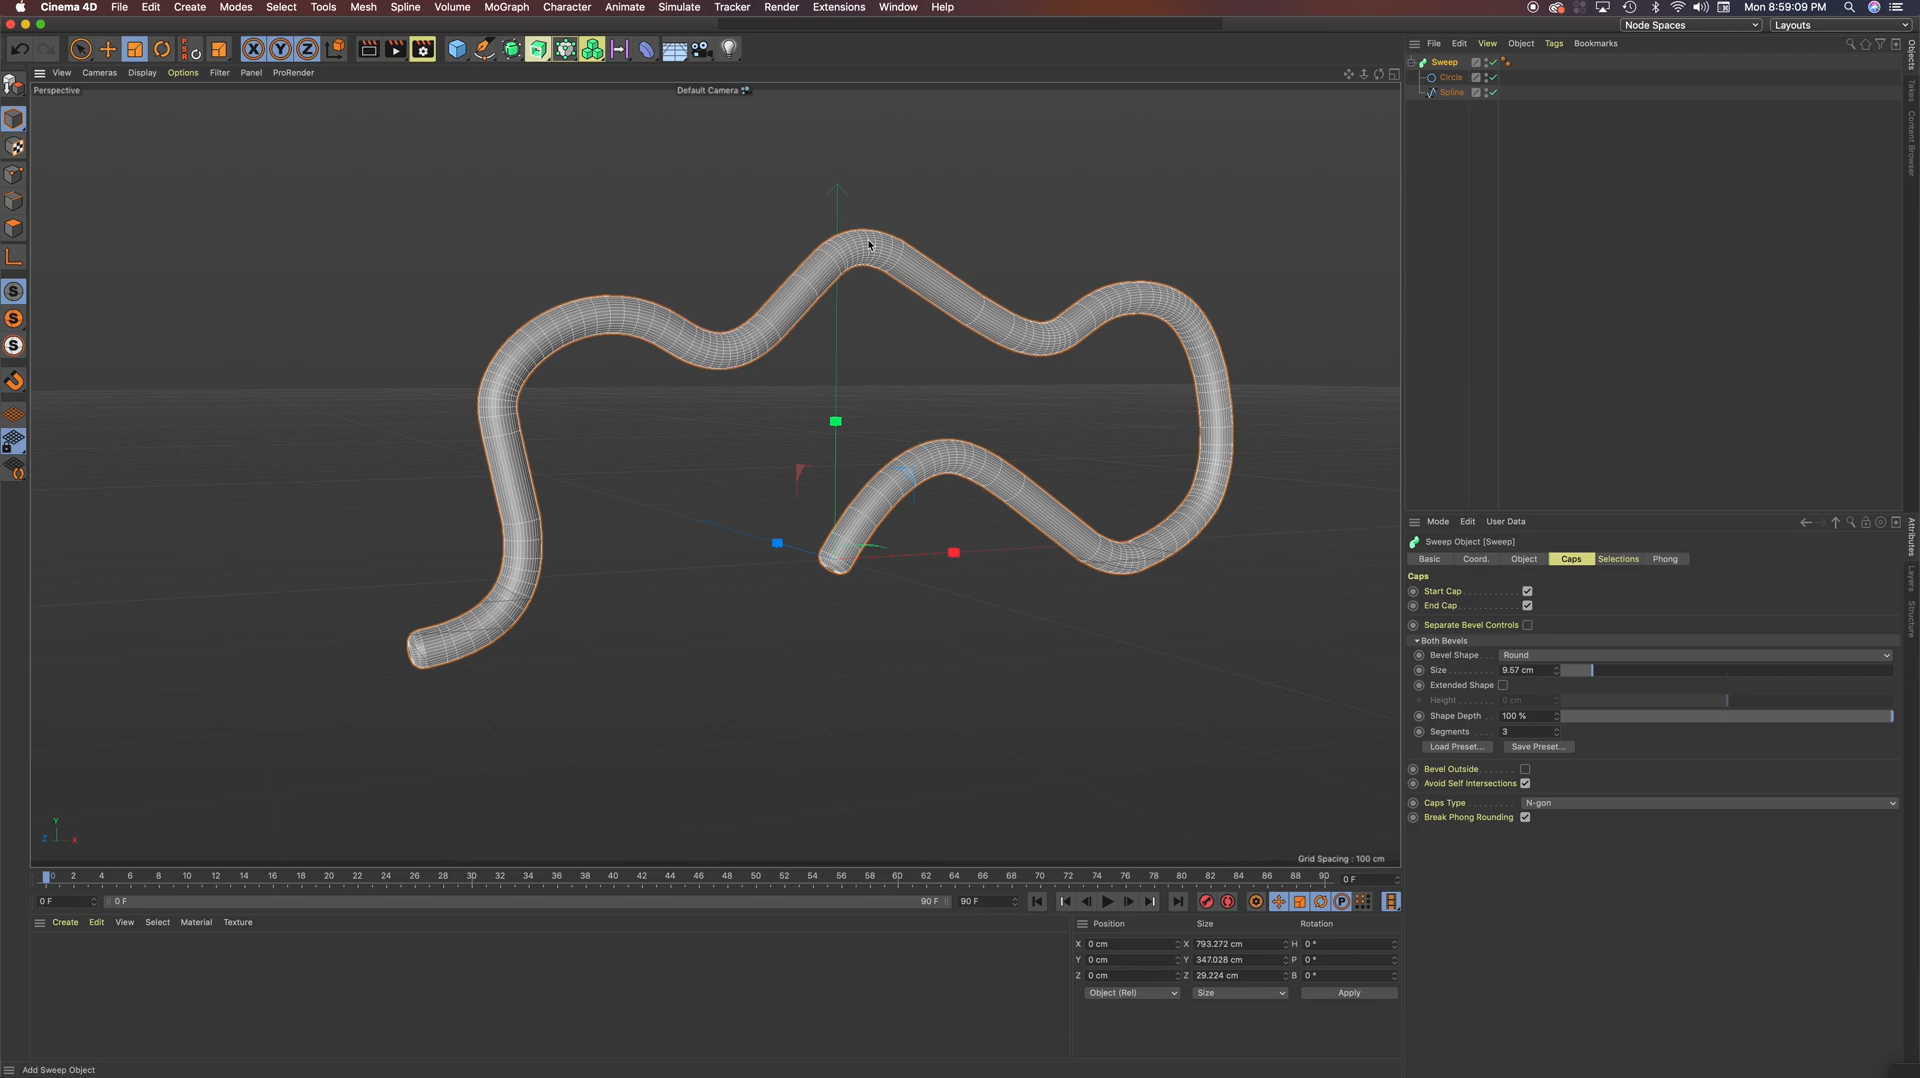 Cinema 4D File Edit Create Modes Select Tools Mesh Spline Volume MoGraph Character Animate Simulate Tracker Render Extensions Window Help Mon 8:59:09 PM
Node Spaces Layouts
File Edit View Object Tags Bookmarks
View Cameras Display Options Filter Panel ProRender
Perspective Default Camera
Sweep
Circle
Spline
Objects
Takes
Content Browser
Mode Edit User Data
Sweep Object [Sweep]
Basic Coord. Object Caps Selections Phong
Caps
Start Cap
End Cap
Separate Bevel Controls
Both Bevels
Bevel Shape Round
Size 9.57 cm
Extended Shape
Height 0 cm
Shape Depth 100 %
Segments 3
Load Preset... Save Preset...
Bevel Outside
Avoid Self Intersections
Caps Type N-gon
Break Phong Rounding
Attributes
Layers
Structure
Y
Z X
Grid Spacing : 100 cm
0 2 4 6 8 10 12 14 16 18 20 22 24 26 28 30 32 34 36 38 40 42 44 46 48 50 52 54 56 58 60 62 64 66 68 70 72 74 76 78 80 82 84 86 88 90 0 F
0 F 0 F 90 F 90 F
Create Edit View Select Material Texture
Position Size Rotation
X 0 cm X 793.272 cm H 0 °
Y 0 cm Y 347.028 cm P 0 °
Z 0 cm Z 29.224 cm B 0 °
Object (Rel) Size Apply
Add Sweep Object